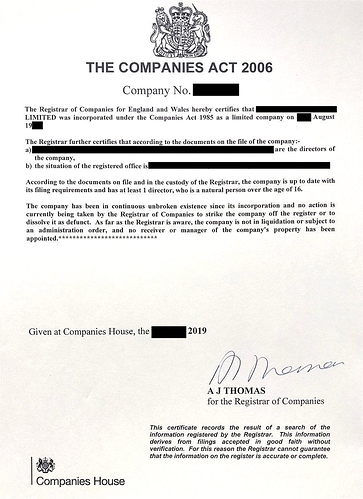 THE COMPANIES ACT 2006
Company No.
The Registrar of Companies for England and Wales hereby certifies that
LIMITED was incorporated under the Companies Act 1985 as a limited company on August
19
The Registrar further certifies that according to the documents on the file of the company:-
a) are the directors of
the company,
b) the situation of the registered office is
According to the documents on file and in the custody of the Registrar, the company is up to date with
its filing requirements and has at least 1 director, who is a natural person over the age of 16.
The company has been in continuous unbroken existence since its incorporation and no action is
currently being taken by the Registrar of Companies to strike the company off the register or to
dissolve it as defunct. As far as the Registrar is aware, the company is not in liquidation or subject to
an administration order, and no receiver or manager of the company's property has been
appointed.***************************
Given at Companies House, the 2019
A J THOMAS
for the Registrar of Companies
This certificate records the result of a search of the
information registered by the Registrar. This information
derives from filings accepted in good faith without
verification. For this reason the Registrar cannot guarantee
that the information on the register is accurate or complete.
Companies House